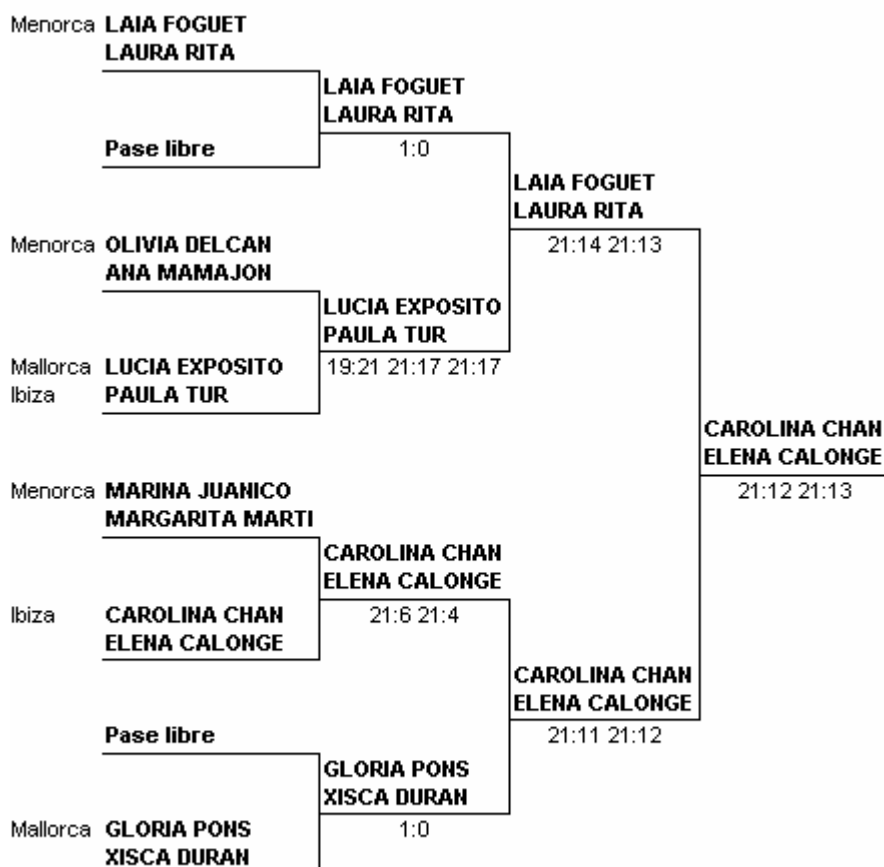 Menorca LAIA FOGUET
LAURA RITA
LAIA FOGUET
LAURA RITA
Pase libre
1:0
LAIA FOGUET
LAURA RITA
Menorca OLIVIA DELCAN
21:14 21:13
ANA MAMAJON
LUCIA EXPOSITO
PAULA TUR
Mallorca LUCIA EXPOSITO
19:21 21:17 21:17
Ibiza PAULA TUR
CAROLINA CHAN
ELENA CALONGE
Menorca MARINA JUANICO
21:12 21:13
MARGARITA MARTI
CAROLINA CHAN
ELENA CALONGE
Ibiza CAROLINA CHAN
21:6 21:4
ELENA CALONGE
CAROLINA CHAN
ELENA CALONGE
Pase libre
21:11 21:12
GLORIA PONS
XISCA DURAN
Mallorca GLORIA PONS
1:0
XISCA DURAN